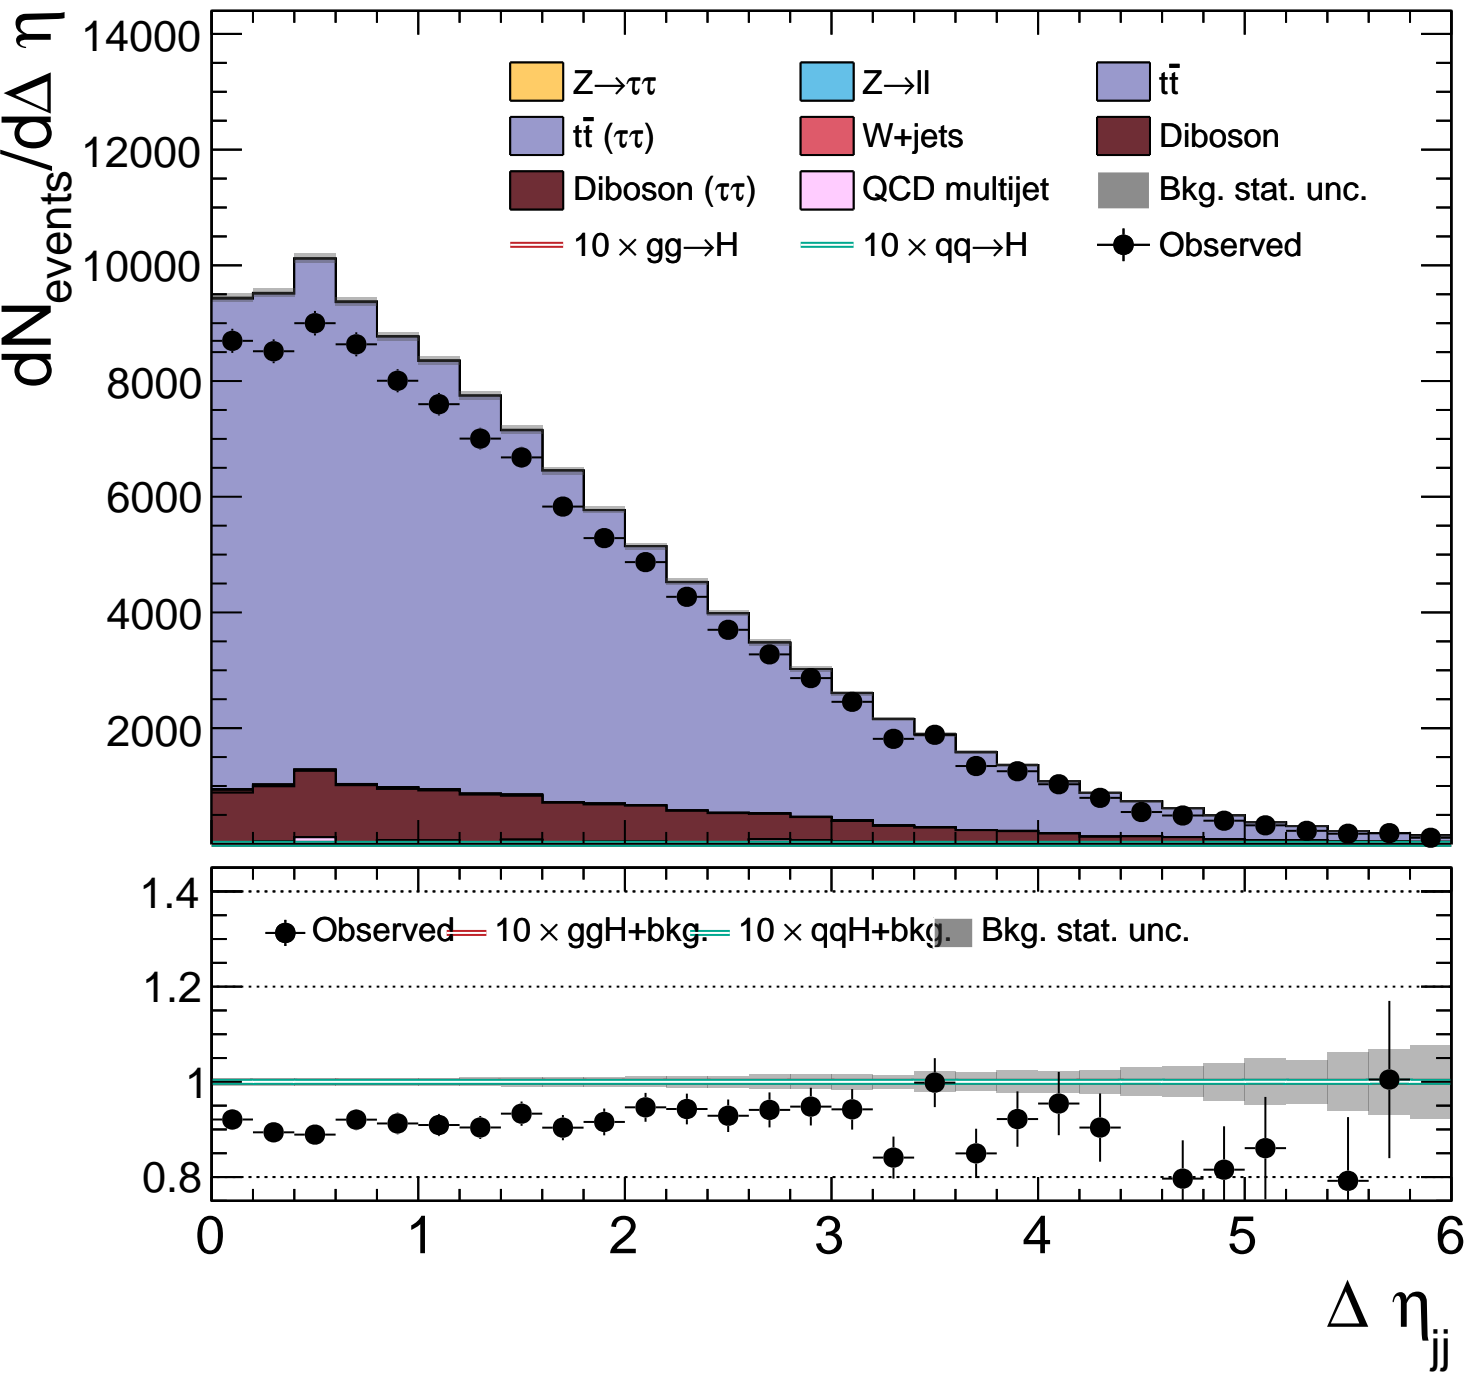 dN_events/dΔ η
14000
12000
10000
8000
6000
4000
2000
Z→ττ Z→ll tt̄
tt̄ (ττ) W+jets Diboson
Diboson (ττ) QCD multijet Bkg. stat. unc.
10 × gg→H 10 × qq→H Observed
1.4
1.2
1
0.8
Observed 10 × ggH+bkg. 10 × qqH+bkg. Bkg. stat. unc.
0 1 2 3 4 5 6
Δ η_jj